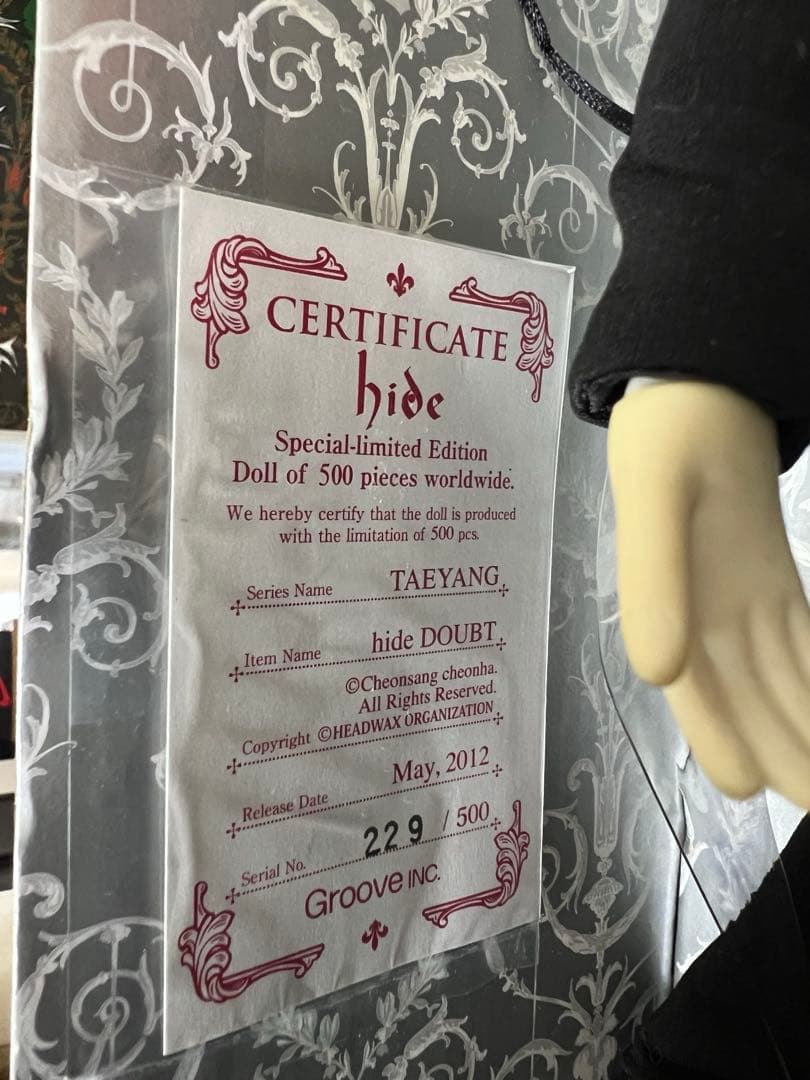 CERTIFICATE
hide
Special-limited Edition
Doll of 500 pieces worldwide.
We hereby certify that the doll is produced
with the limitation of 500 pcs.
Series Name TAEYANG
Item Name hide DOUBT
©Cheonsang cheonha.
All Rights Reserved.
Copyright ©HEADWAX ORGANIZATION
Release Date May, 2012
Serial No. 229 / 500
Groove INC.